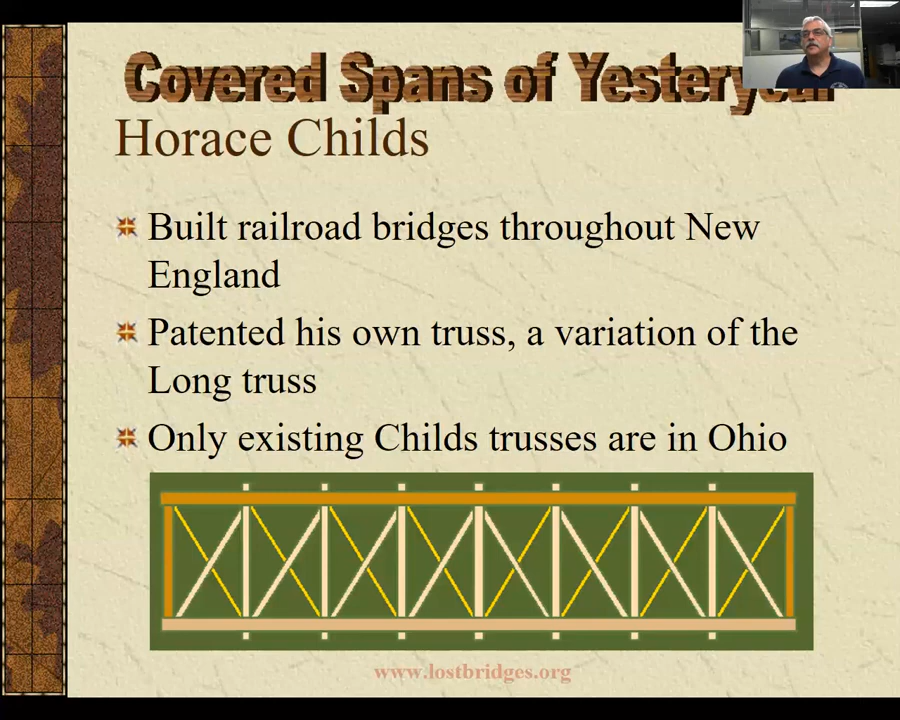 Covered Spans of Yesteryear
Horace Childs
Built railroad bridges throughout New
England
Patented his own truss, a variation of the
Long truss
Only existing Childs trusses are in Ohio
www.lostbridges.org